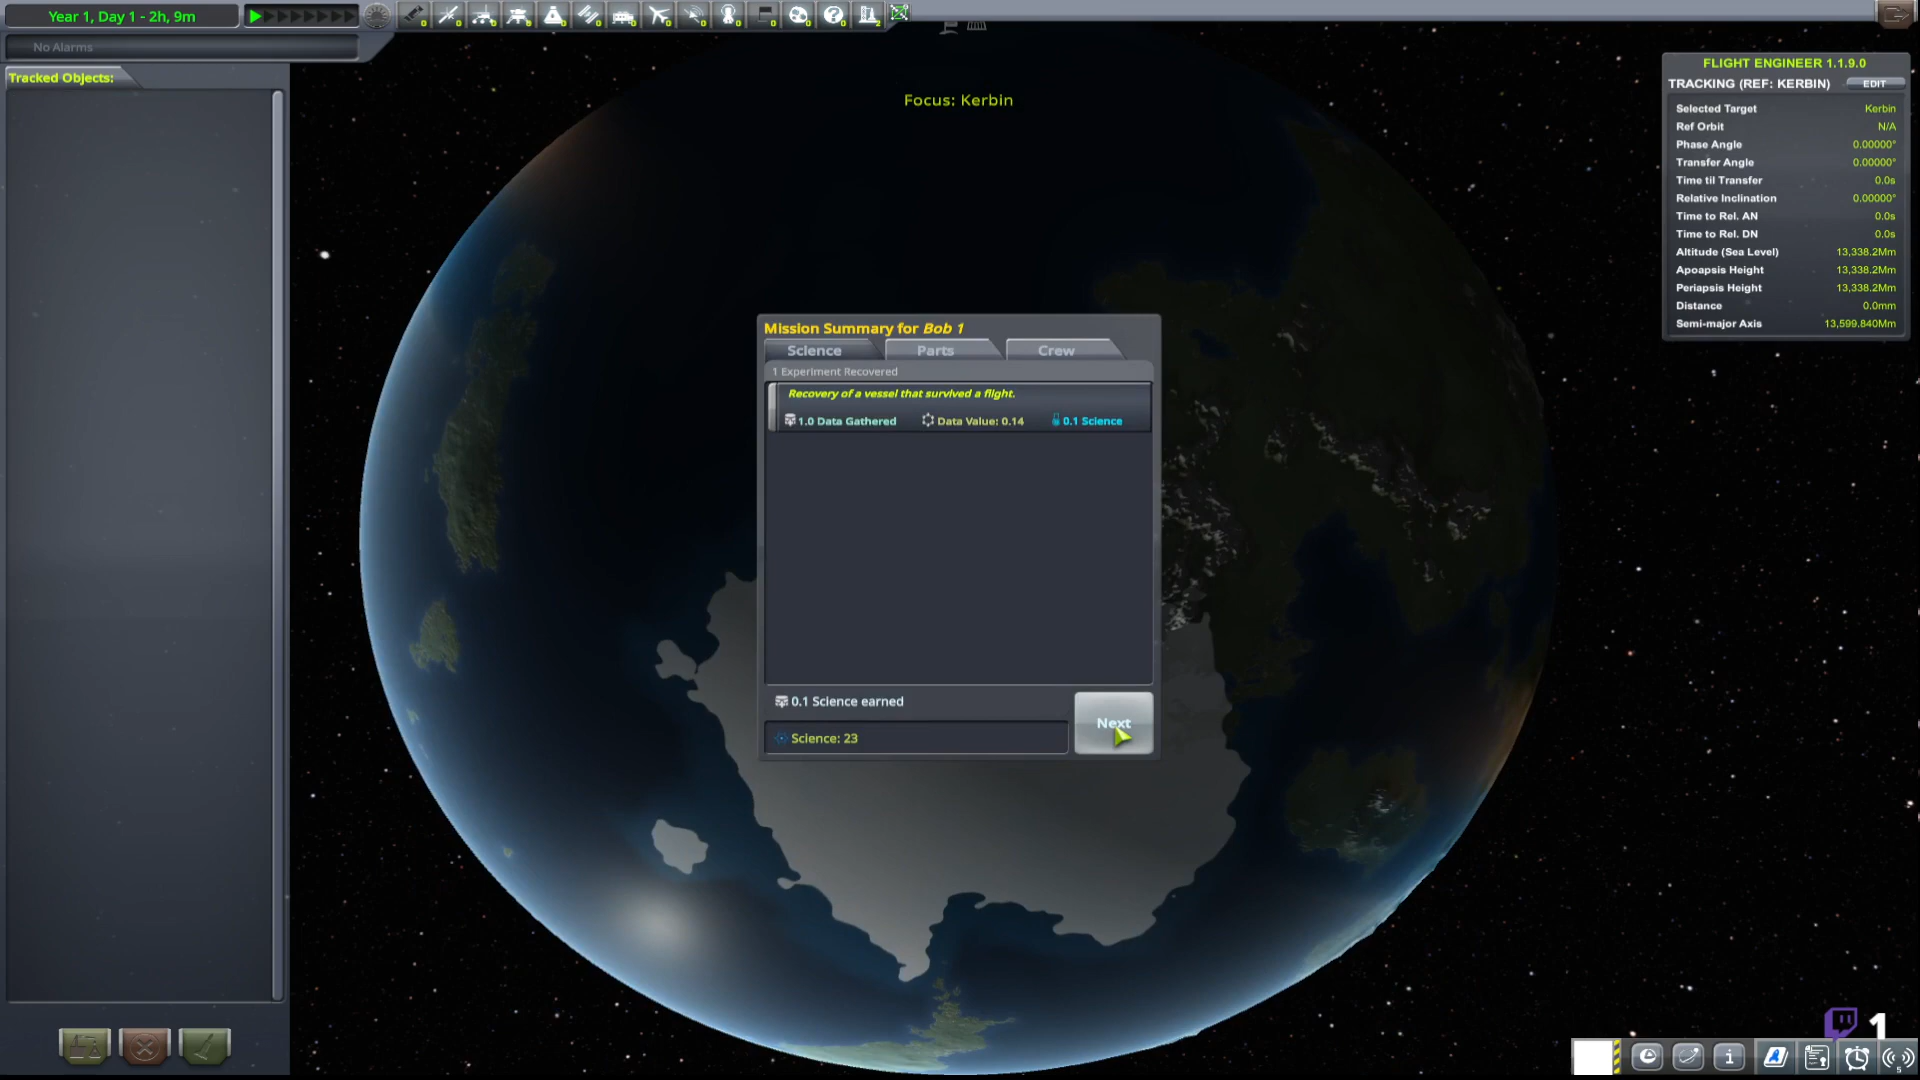 Year 1, Day 1 - 2h, 9m
No Alarms
Tracked Objects:
Focus: Kerbin
FLIGHT ENGINEER 1.1.9.0
TRACKING (REF: KERBIN) EDIT
Selected Target Kerbin
Ref Orbit N/A
Phase Angle 0.00000°
Transfer Angle 0.00000°
Time til Transfer 0.0s
Relative Inclination 0.00000°
Time to Rel. AN 0.0s
Time to Rel. DN 0.0s
Altitude (Sea Level) 13,338.2Mm
Apoapsis Height 13,338.2Mm
Periapsis Height 13,338.2Mm
Distance 0.0mm
Semi-major Axis 13,599.840Mm
Mission Summary for Bob 1
Science Parts Crew
1 Experiment Recovered
Recovery of a vessel that survived a flight.
1.0 Data Gathered Data Value: 0.14 0.1 Science
0.1 Science earned
Science: 23
Next
1